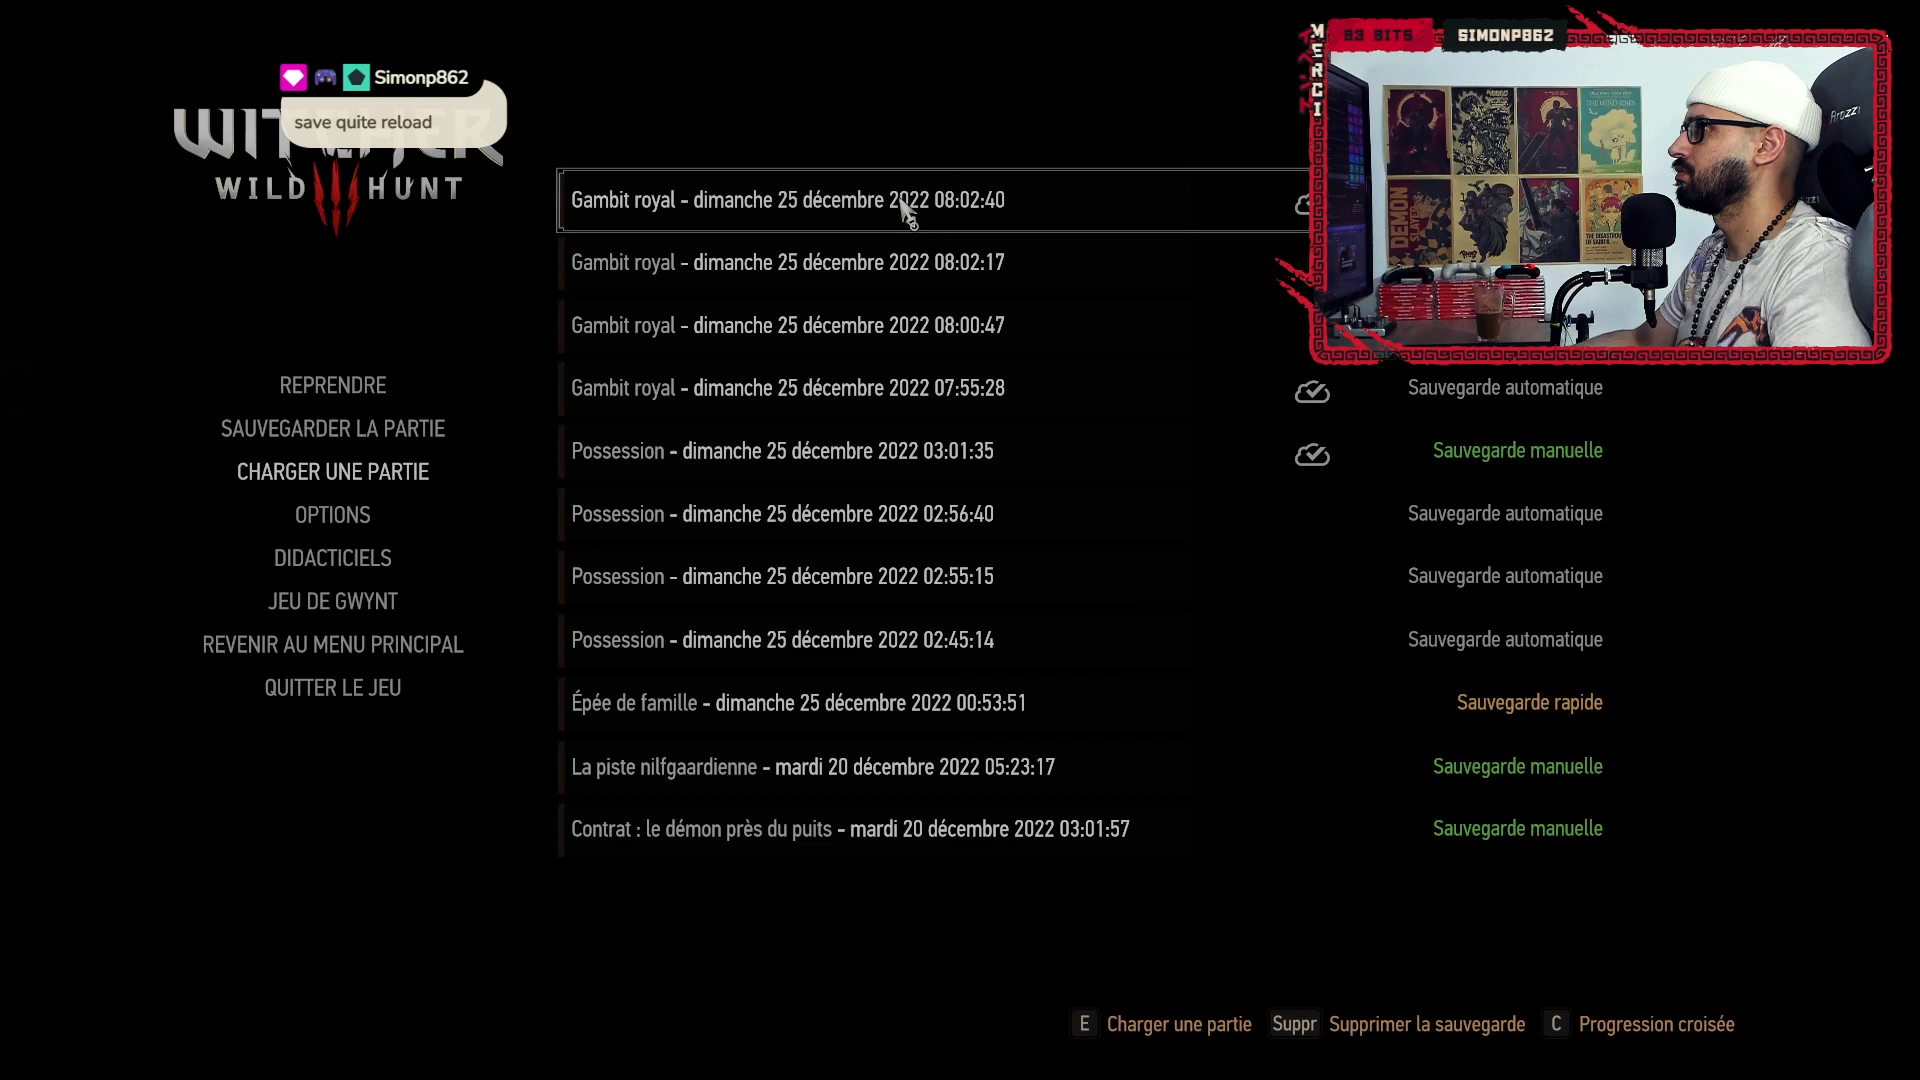 Simonp862
save quite reload
WITCHER
WILD HUNT
REPRENDRE
SAUVEGARDER LA PARTIE
CHARGER UNE PARTIE
OPTIONS
DIDACTICIELS
JEU DE GWYNT
REVENIR AU MENU PRINCIPAL
QUITTER LE JEU
Gambit royal - dimanche 25 décembre 2022 08:02:40
Gambit royal - dimanche 25 décembre 2022 08:02:17
Gambit royal - dimanche 25 décembre 2022 08:00:47
Gambit royal - dimanche 25 décembre 2022 07:55:28
Sauvegarde automatique
Possession - dimanche 25 décembre 2022 03:01:35
Sauvegarde manuelle
Possession - dimanche 25 décembre 2022 02:56:40
Sauvegarde automatique
Possession - dimanche 25 décembre 2022 02:55:15
Sauvegarde automatique
Possession - dimanche 25 décembre 2022 02:45:14
Sauvegarde automatique
Épée de famille - dimanche 25 décembre 2022 00:53:51
Sauvegarde rapide
La piste nilfgaardienne - mardi 20 décembre 2022 05:23:17
Sauvegarde manuelle
Contrat : le démon près du puits - mardi 20 décembre 2022 03:01:57
Sauvegarde manuelle
MERCI
83 BITS
SIMONP862
THE WIND RISES
DEMON
SLAYER
Arozzi
E Charger une partie
Suppr Supprimer la sauvegarde
C Progression croisée